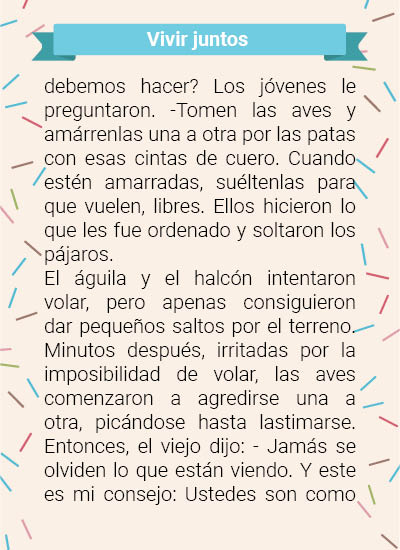 Vivir juntos
debemos hacer? Los jóvenes le
preguntaron. -Tomen las aves y
amárrenlas una a otra por las patas
con esas cintas de cuero. Cuando
estén amarradas, suéltenlas para
que vuelen, libres. Ellos hicieron lo
que les fue ordenado y soltaron los
pájaros.
El águila y el halcón intentaron
volar, pero apenas consiguieron
dar pequeños saltos por el terreno.
Minutos después, irritadas por la
imposibilidad de volar, las aves
comenzaron a agredirse una a
otra, picándose hasta lastimarse.
Entonces, el viejo dijo: - Jamás se
olviden lo que están viendo. Y este
es mi consejo: Ustedes son como